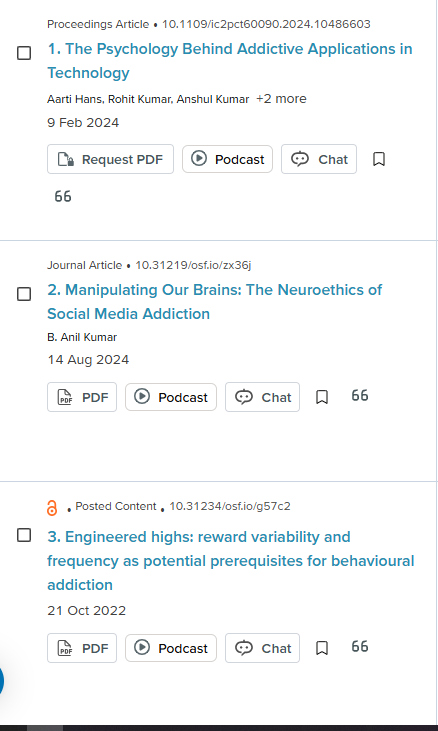 Proceedings Article • 10.1109/ic2pct60090.2024.10486603
1. The Psychology Behind Addictive Applications in
Technology
Aarti Hans, Rohit Kumar, Anshul Kumar +2 more
9 Feb 2024
Request PDF Podcast Chat
Journal Article • 10.31219/osf.io/zx36j
2. Manipulating Our Brains: The Neuroethics of
Social Media Addiction
B. Anil Kumar
14 Aug 2024
PDF PDF Podcast Chat
• Posted Content • 10.31234/osf.io/g57c2
3. Engineered highs: reward variability and
frequency as potential prerequisites for behavioural
addiction
21 Oct 2022
PDF PDF Podcast Chat